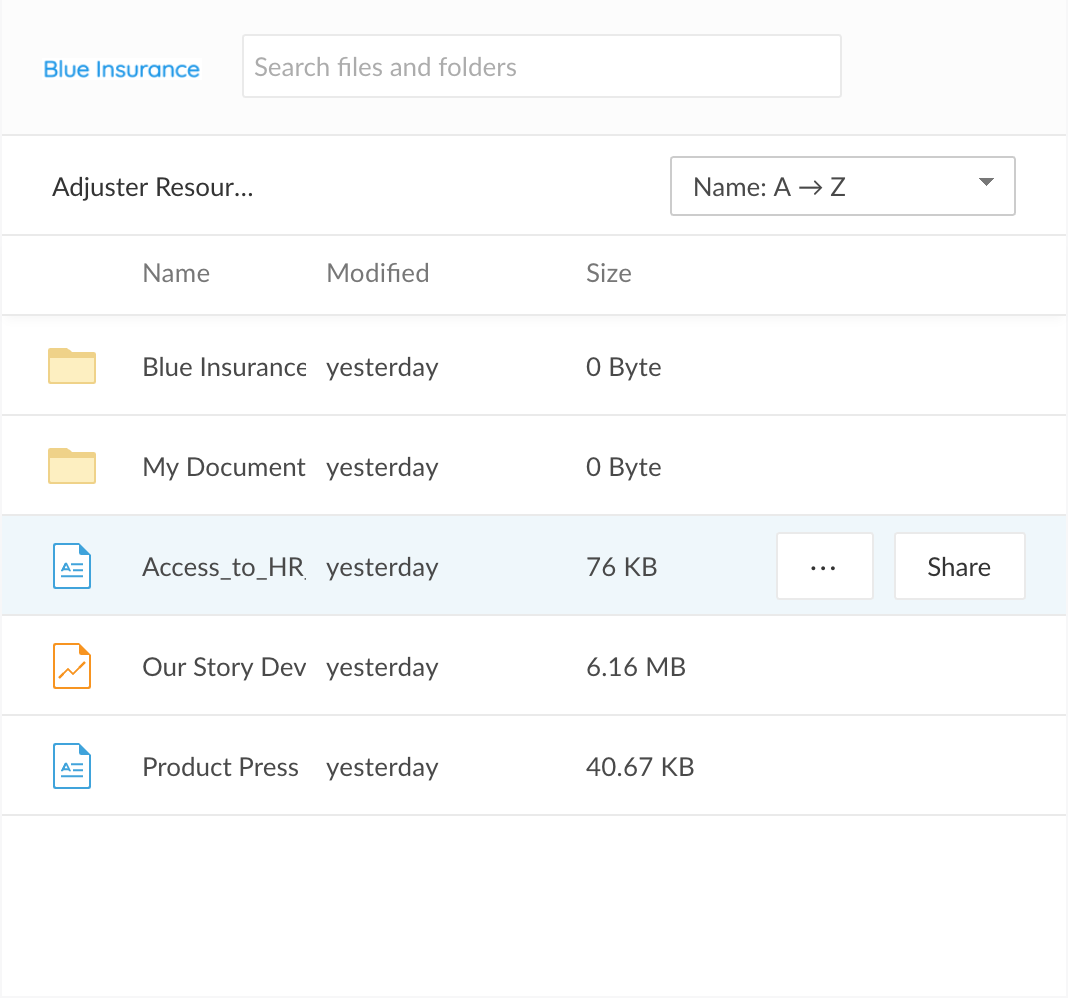 Blue Insurance
Search files and folders
Adjuster Resour...
Name: A → Z
Name Modified Size
Blue Insurance yesterday 0 Byte
My Document yesterday 0 Byte
Access_to_HR_ yesterday 76 KB ... Share
Our Story Dev yesterday 6.16 MB
Product Press yesterday 40.67 KB